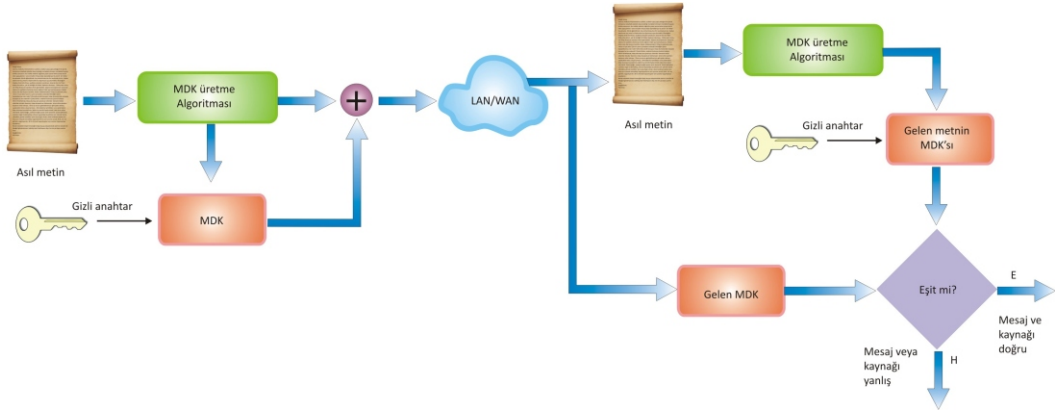 Asıl metin
MDK üretme
Algoritması
Gizli anahtar
MDK
LAN/WAN
Asıl metin
MDK üretme
Algoritması
Gizli anahtar
Gelen metnin
MDK'sı
Gelen MDK
Eşit mi?
E
Mesaj ve
kaynağı
doğru
Mesaj veya
kaynağı
yanlış
H